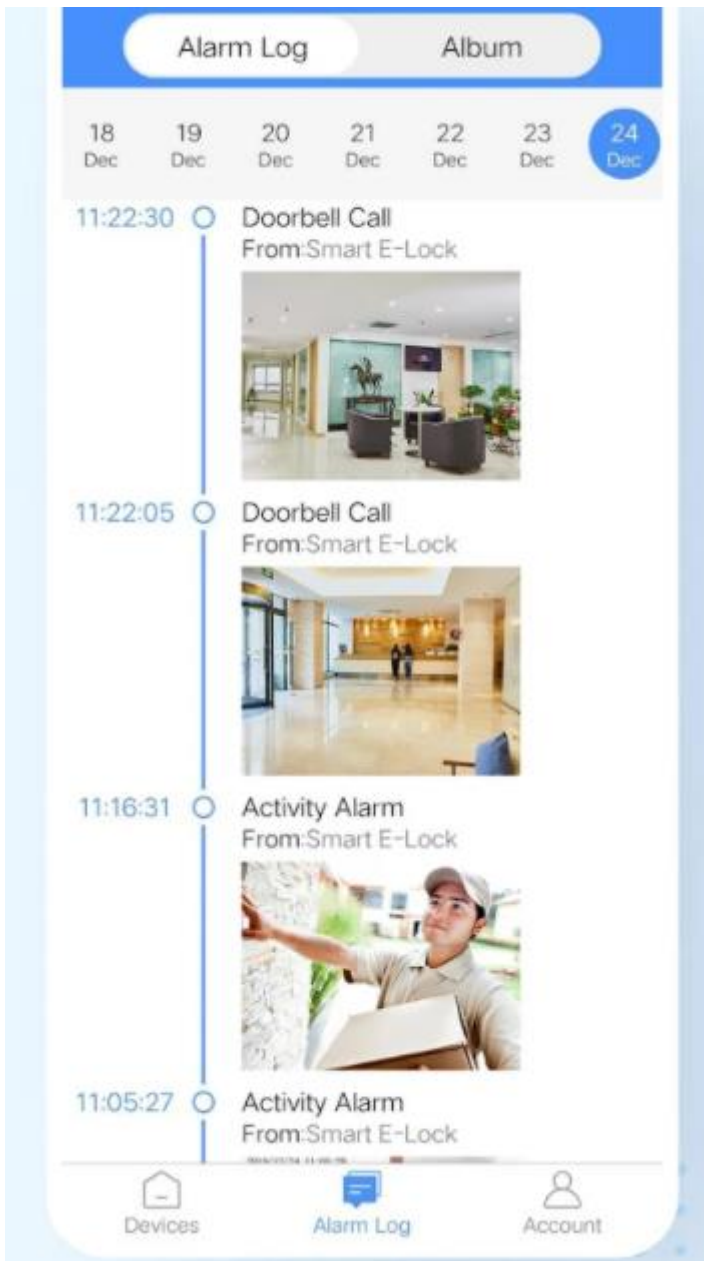 Alarm Log Album
18 19 20 21 22 23 24
Dec Dec Dec Dec Dec Dec Dec
11:22:30 Doorbell Call
From:Smart E-Lock
11:22:05 Doorbell Call
From:Smart E-Lock
11:16:31 Activity Alarm
From:Smart E-Lock
11:05:27 Activity Alarm
From:Smart E-Lock
Devices Alarm Log Account